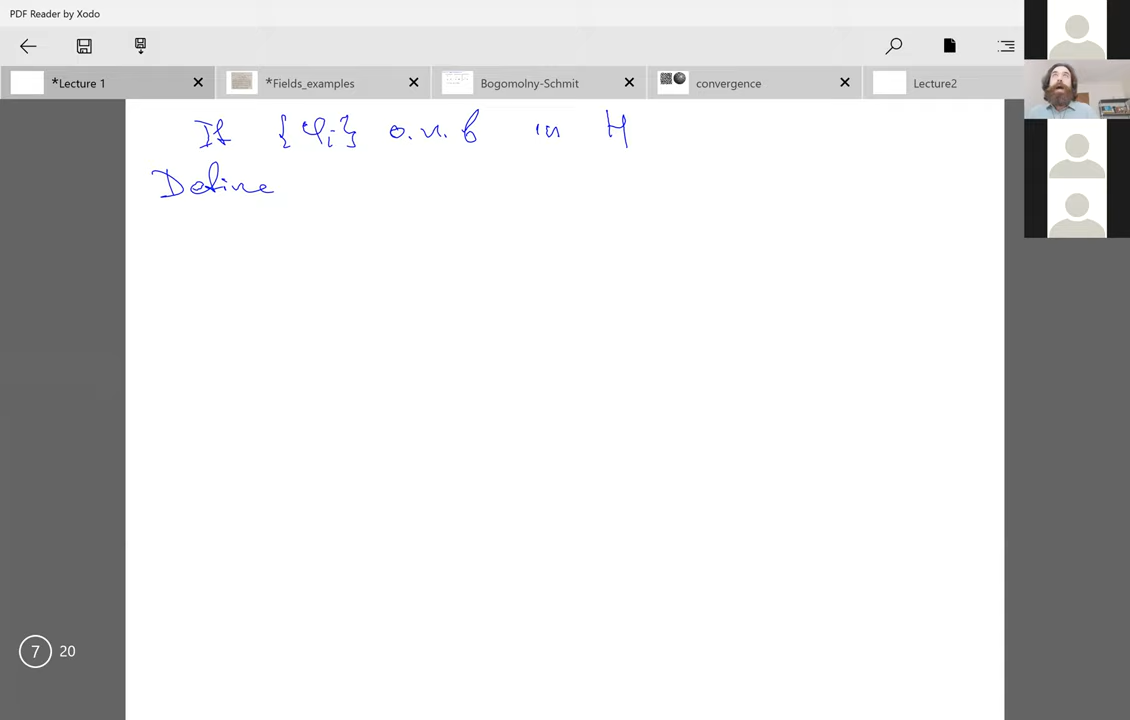 PDF Reader by Xodo
*Lecture 1 *Fields_examples Bogomolny-Schmit convergence Lecture2
If {φi} o.n.b in H
Define
7 20